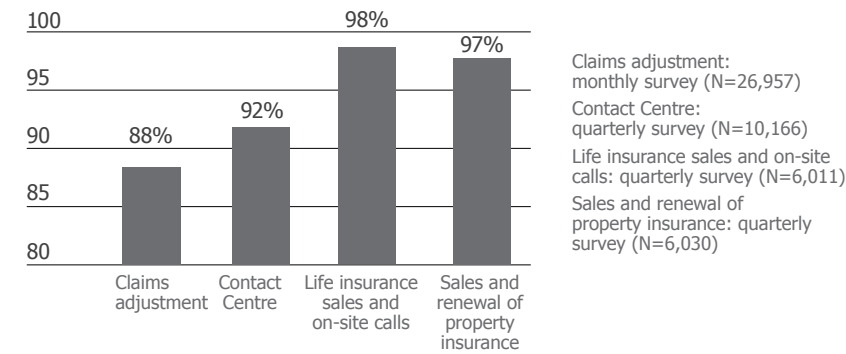 100
95
90
85
80
88%
92%
98%
97%
Claims
adjustment
Contact
Centre
Life insurance
sales and
on-site calls
Sales and
renewal of
property
insurance
Claims adjustment:
monthly survey (N=26,957)
Contact Centre:
quarterly survey (N=10,166)
Life insurance sales and on-site
calls: quarterly survey (N=6,011)
Sales and renewal of
property insurance: quarterly
survey (N=6,030)